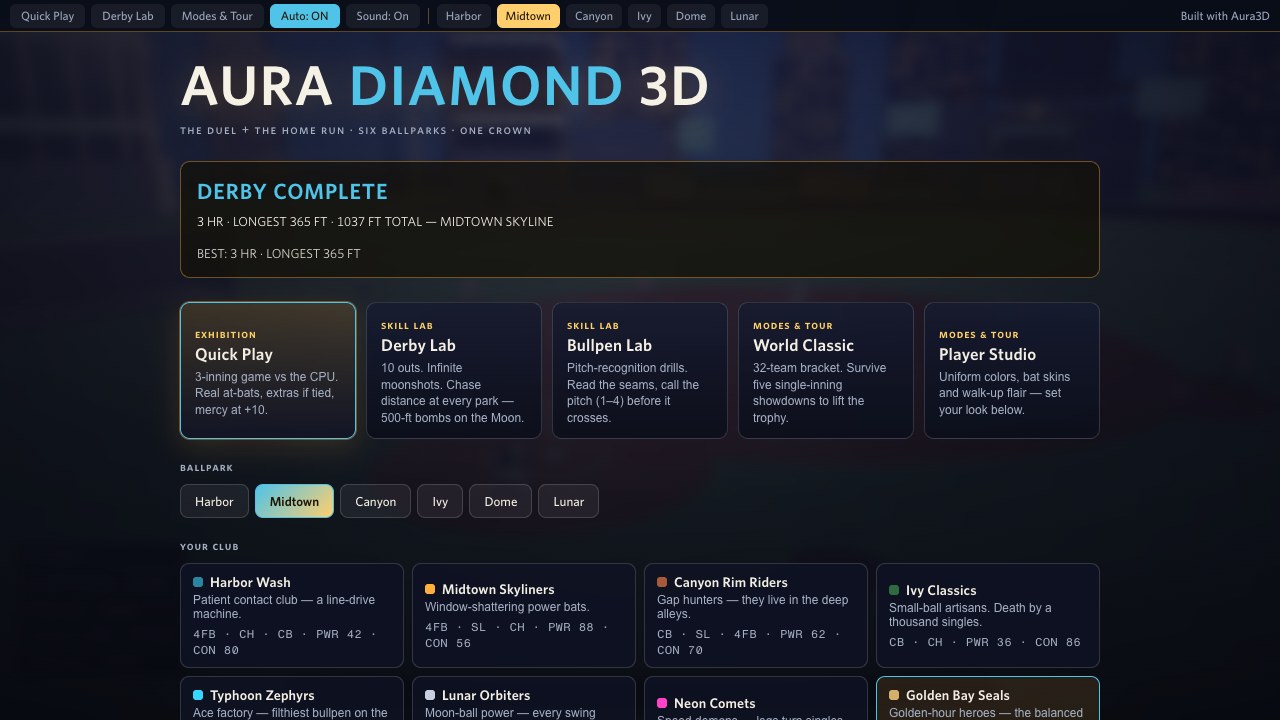 Quick Play Derby Lab Modes & Tour Auto: ON Sound: On Harbor Midtown Canyon Ivy Dome Lunar Built with Aura3D
AURA DIAMOND 3D
THE DUEL + THE HOME RUN · SIX BALLPARKS · ONE CROWN
DERBY COMPLETE
3 HR · LONGEST 365 FT · 1037 FT TOTAL — MIDTOWN SKYLINE
BEST: 3 HR · LONGEST 365 FT
EXHIBITION
Quick Play
3-inning game vs the CPU.
Real at-bats, extras if tied,
mercy at +10.
SKILL LAB
Derby Lab
10 outs. Infinite
moonshots. Chase
distance at every park —
500-ft bombs on the Moon.
SKILL LAB
Bullpen Lab
Pitch-recognition drills.
Read the seams, call the
pitch (1–4) before it
crosses.
MODES & TOUR
World Classic
32-team bracket. Survive
five single-inning
showdowns to lift the
trophy.
MODES & TOUR
Player Studio
Uniform colors, bat skins
and walk-up flair — set
your look below.
BALLPARK
Harbor Midtown Canyon Ivy Dome Lunar
YOUR CLUB
Harbor Wash
Patient contact club — a line-drive
machine.
4FB · CH · CB · PWR 42 ·
CON 80
Midtown Skyliners
Window-shattering power bats.
4FB · SL · CH · PWR 88 ·
CON 56
Canyon Rim Riders
Gap hunters — they live in the deep
alleys.
CB · SL · 4FB · PWR 62 ·
CON 70
Ivy Classics
Small-ball artisans. Death by a
thousand singles.
CB · CH · PWR 36 · CON 86
Typhoon Zephyrs
Ace factory — filthiest bullpen on the
Lunar Orbiters
Moon-ball power — every swing
Neon Comets
Speed demons — legs turn singles
Golden Bay Seals
Golden-hour heroes — the balanced